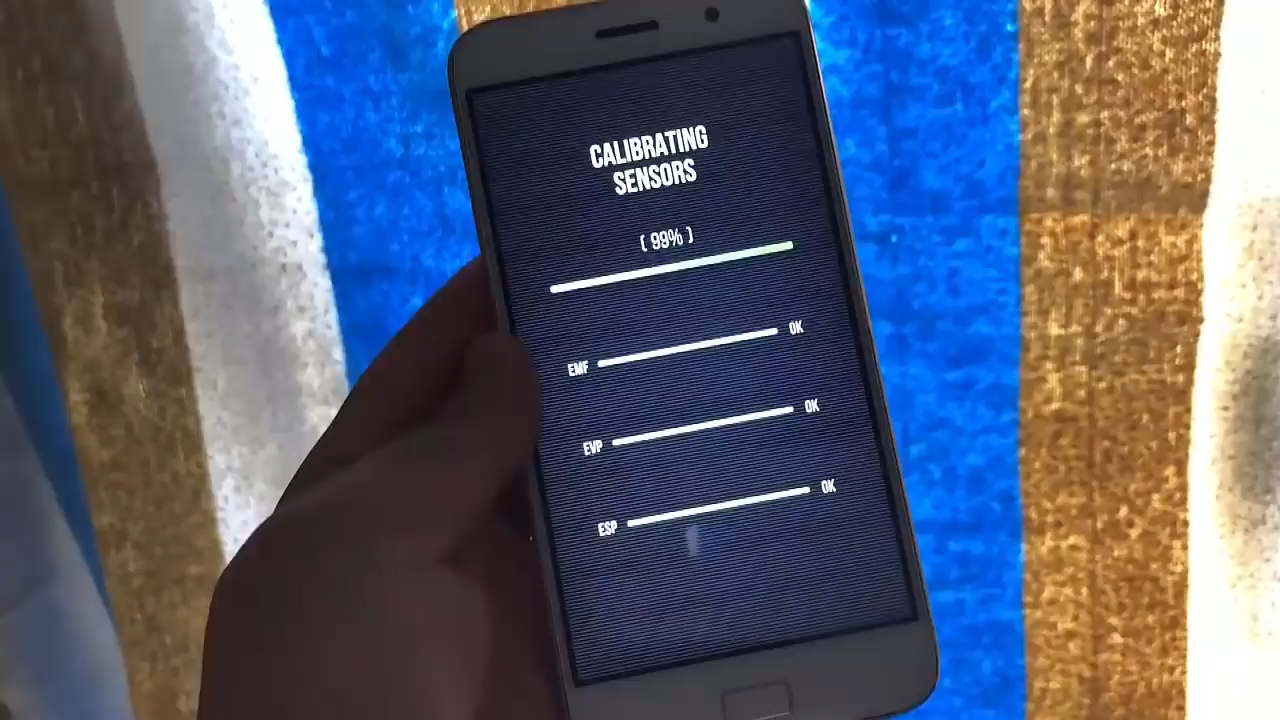 CALIBRATING
SENSORS
( 99% )
EMF OK
EVP OK
ESP OK